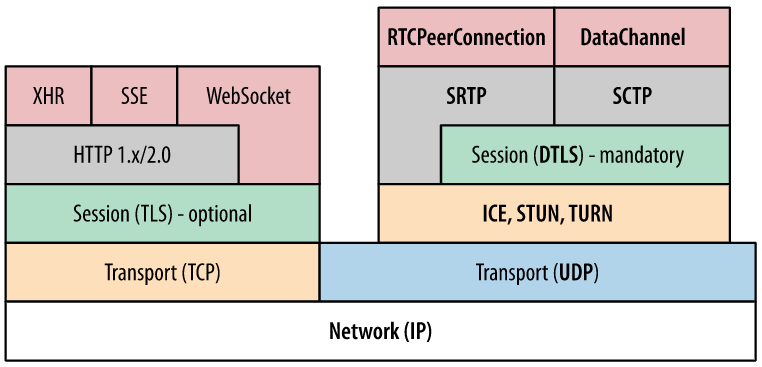 RTCPeerConnection
DataChannel
XHR
SSE
WebSocket
SRTP
SCTP
HTTP 1.x/2.0
Session (DTLS) - mandatory
Session (TLS) - optional
ICE, STUN, TURN
Transport (TCP)
Transport (UDP)
Network (IP)